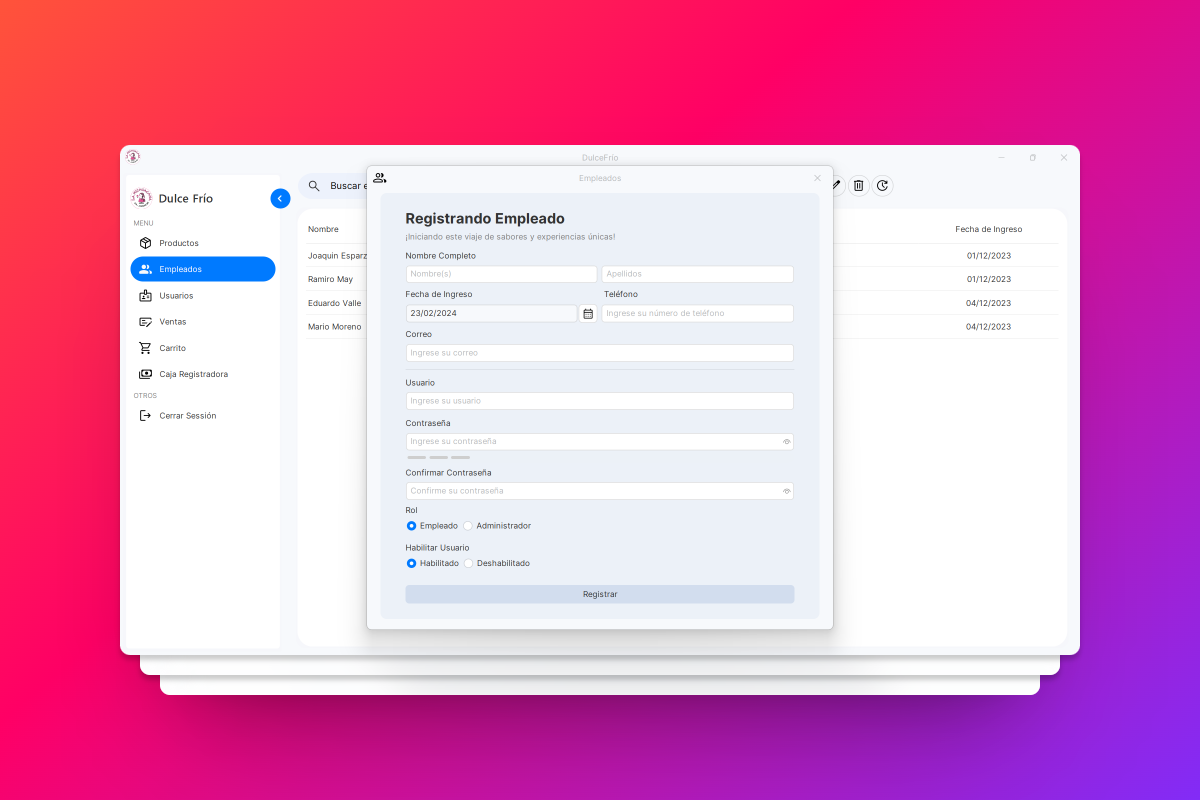 DulceFrío
Dulce Frío
MENU
Productos
Empleados
Usuarios
Ventas
Carrito
Caja Registradora
OTROS
Cerrar Sesión
Buscar
Nombre
Fecha de Ingreso
Joaquin Esparz
01/12/2023
Ramiro May
01/12/2023
Eduardo Valle
04/12/2023
Mario Moreno
04/12/2023
Empleados
Registrando Empleado
¡Iniciando este viaje de sabores y experiencias únicas!
Nombre Completo
Nombre(s) Apellidos
Fecha de Ingreso Teléfono
23/02/2024 Ingrese su número de teléfono
Correo
Ingrese su correo
Usuario
Ingrese su usuario
Contraseña
Ingrese su contraseña
Confirmar Contraseña
Confirme su contraseña
Rol
Empleado Administrador
Habilitar Usuario
Habilitado Deshabilitado
Registrar